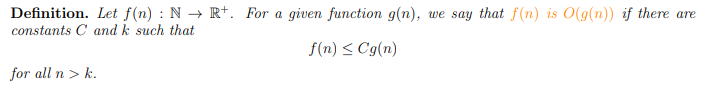 Definition. Let f(n) : ℕ → ℝ⁺. For a given function g(n), we say that f(n) is O(g(n)) if there are
constants C and k such that
f(n) ≤ Cg(n)
for all n > k.